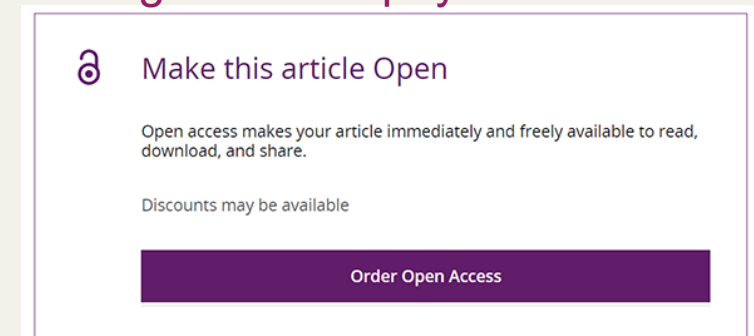 Make this article Open
Open access makes your article immediately and freely available to read,
download, and share.
Discounts may be available
Order Open Access